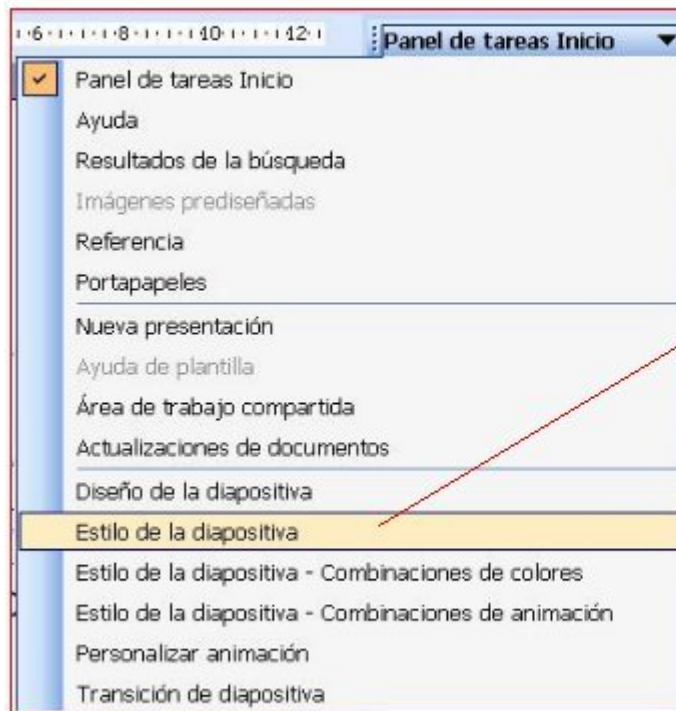 6 8 10 12
Panel de tareas Inicio
Panel de tareas Inicio
Ayuda
Resultados de la búsqueda
Imágenes prediseñadas
Referencia
Portapapeles
Nueva presentación
Ayuda de plantilla
Área de trabajo compartida
Actualizaciones de documentos
Diseño de la diapositiva
Estilo de la diapositiva
Estilo de la diapositiva - Combinaciones de colores
Estilo de la diapositiva - Combinaciones de animación
Personalizar animación
Transición de diapositiva